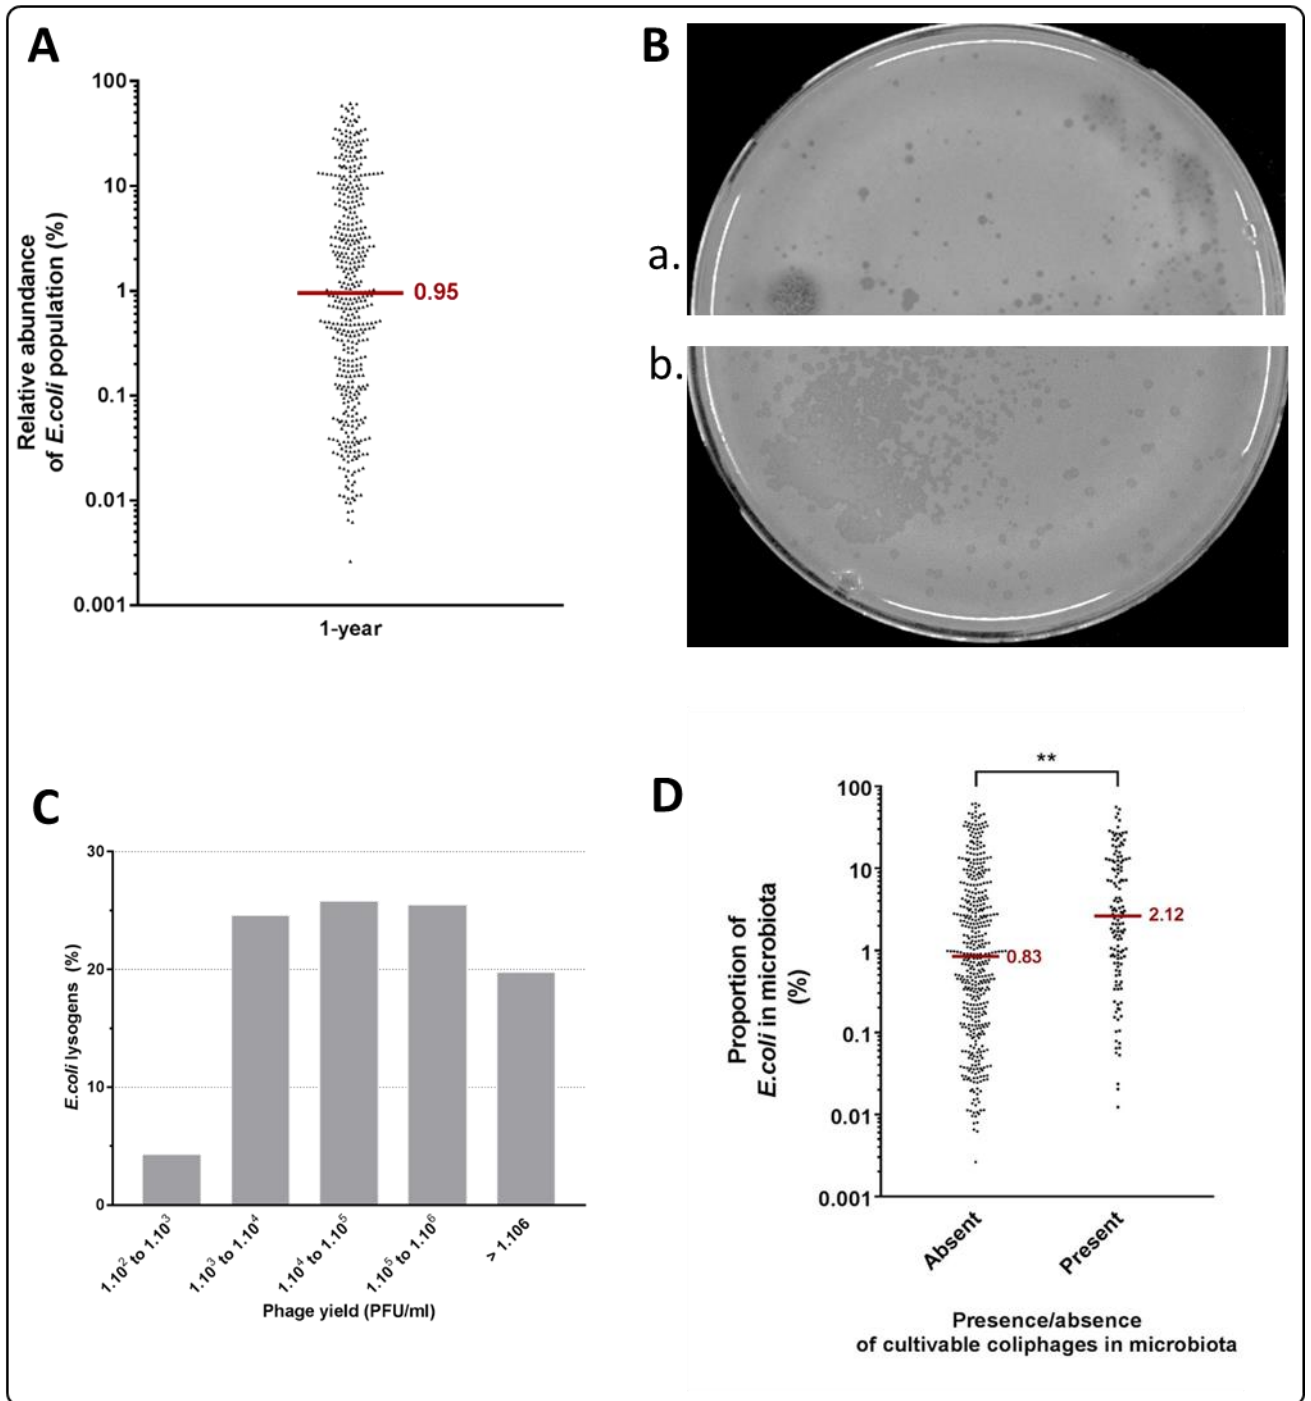 A
100
10
1
0.1
0.01
0.001
Relative abundance
of E.coli population (%)
0.95
1-year
B
a.
b.
C
30
20
10
0
E.coli lysogens (%)
1.10² to 1.10³
1.10³ to 1.10⁴
1.10⁴ to 1.10⁵
1.10⁵ to 1.10⁶
> 1.106
Phage yield (PFU/ml)
D
**
100
10
1
0.1
0.01
0.001
Proportion of
E.coli in microbiota
(%)
0.83
2.12
Absent
Present
Presence/absence
of cultivable coliphages in microbiota